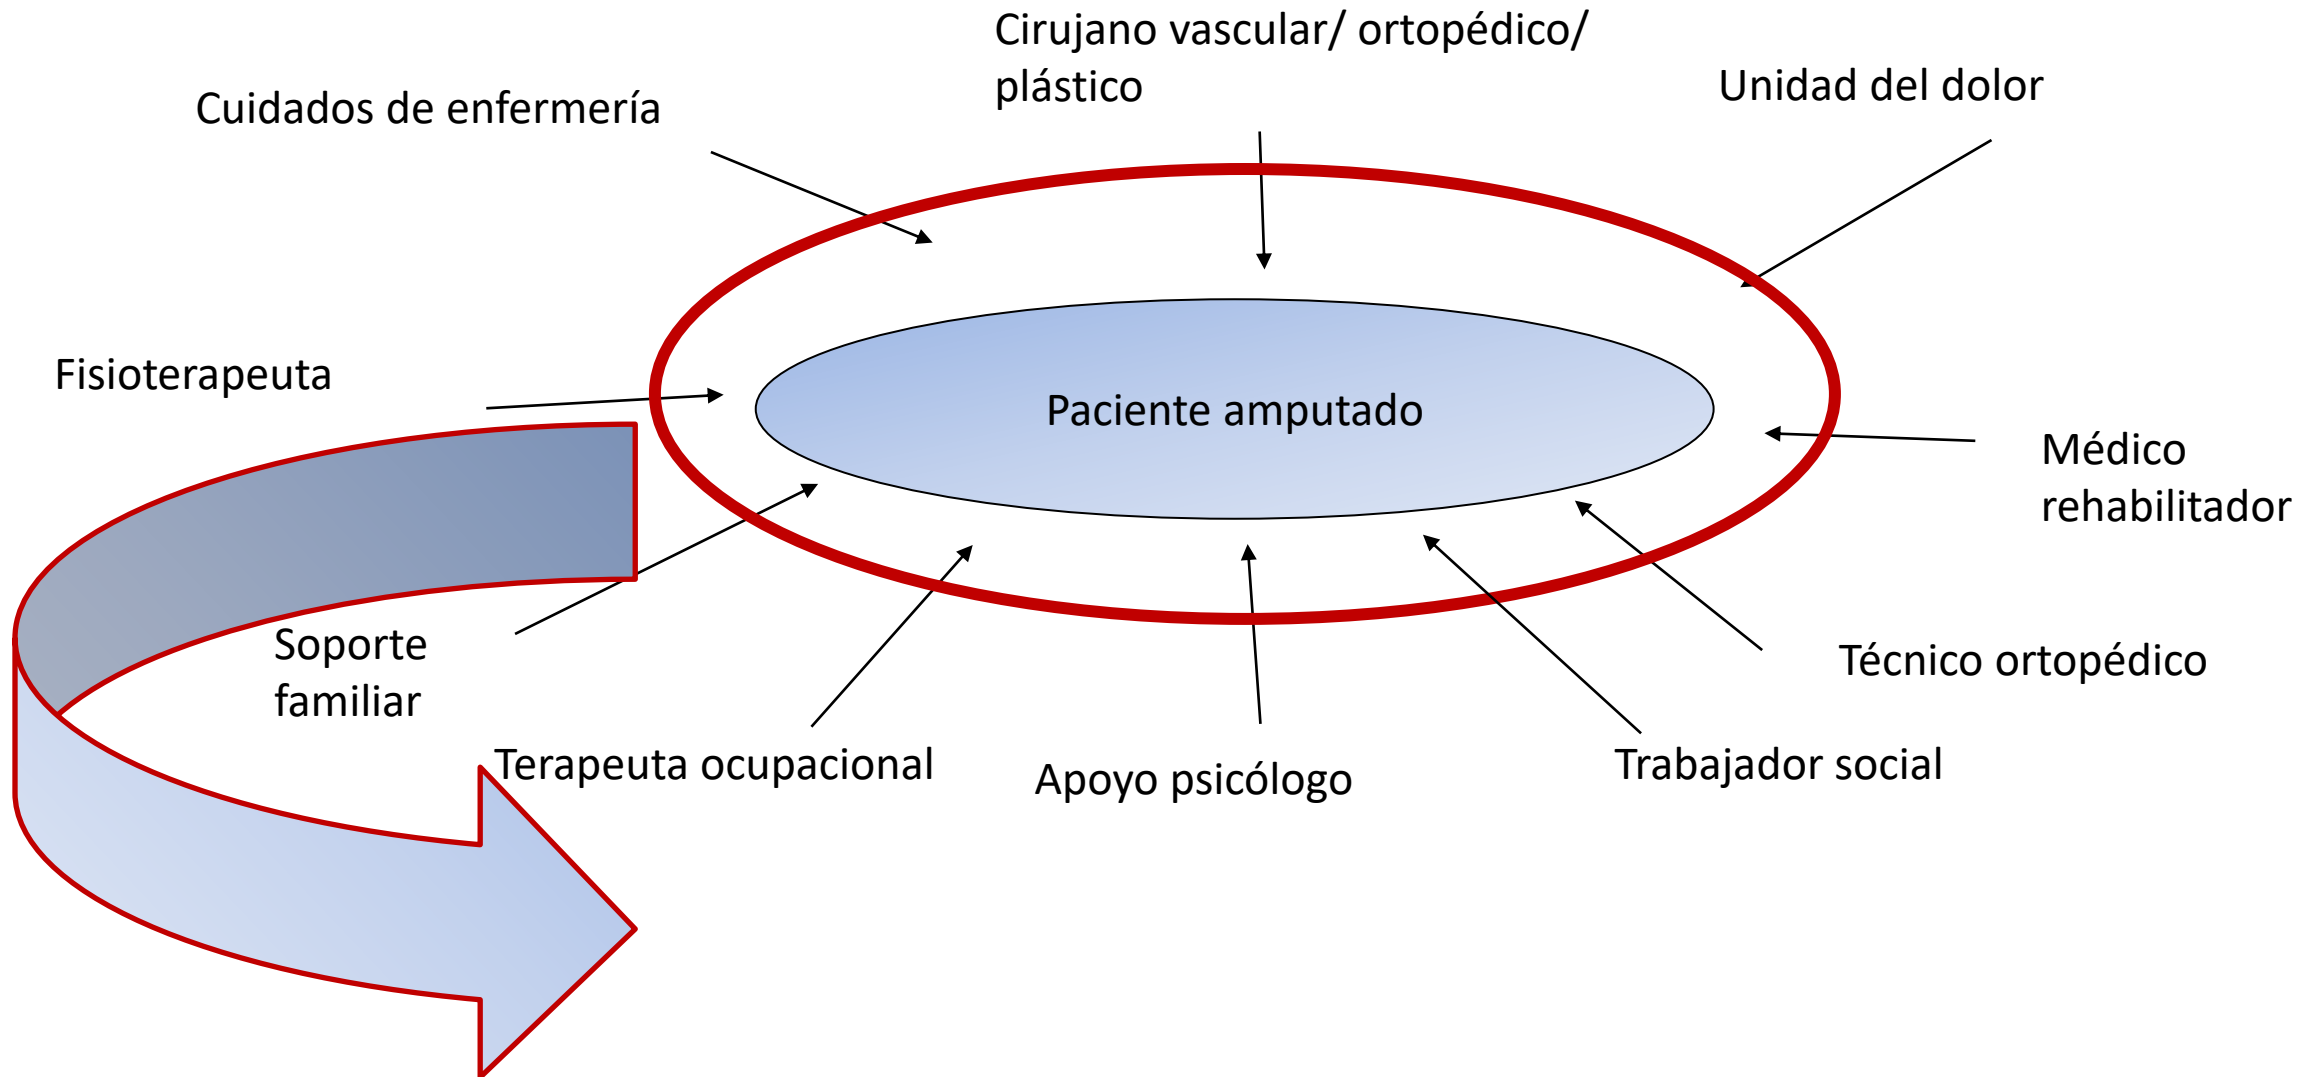 Cirujano vascular/ ortopédico/
plástico
Unidad del dolor
Cuidados de enfermería
Fisioterapeuta
Paciente amputado
Médico
rehabilitador
Soporte
familiar
Técnico ortopédico
Terapeuta ocupacional
Apoyo psicólogo
Trabajador social